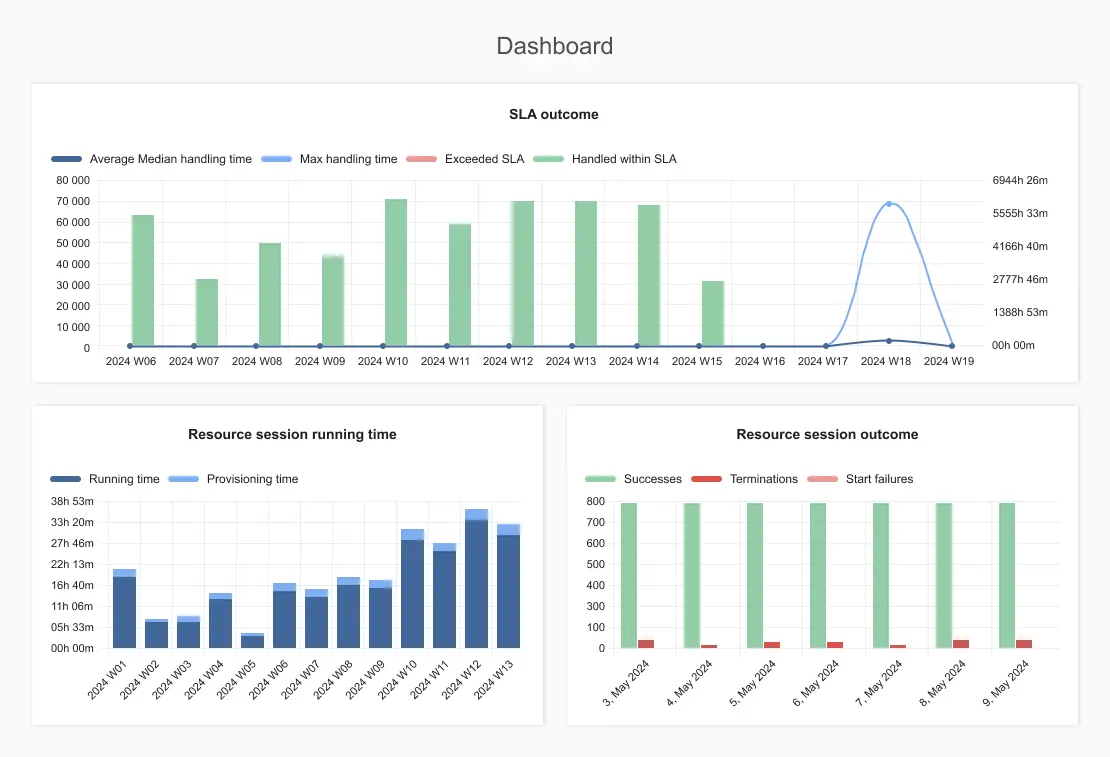 Dashboard
SLA outcome
Average Median handling time Max handling time Exceeded SLA Handled within SLA
80 000 6944h 26m
70 000 5555h 33m
60 000
50 000 4166h 40m
40 000
30 000 2777h 46m
20 000 1388h 53m
10 000
0 00h 00m
2024 W06 2024 W07 2024 W08 2024 W09 2024 W10 2024 W11 2024 W12 2024 W13 2024 W14 2024 W15 2024 W16 2024 W17 2024 W18 2024 W19
Resource session running time
Running time Provisioning time
38h 53m
33h 20m
27h 46m
22h 13m
16h 40m
11h 06m
05h 33m
00h 00m
2024 W01 2024 W02 2024 W03 2024 W04 2024 W05 2024 W06 2024 W07 2024 W08 2024 W09 2024 W10 2024 W11 2024 W12 2024 W13
Resource session outcome
Successes Terminations Start failures
800
700
600
500
400
300
100
0
3, May 2024 4, May 2024 5, May 2024 6, May 2024 7, May 2024 8, May 2024 9, May 2024